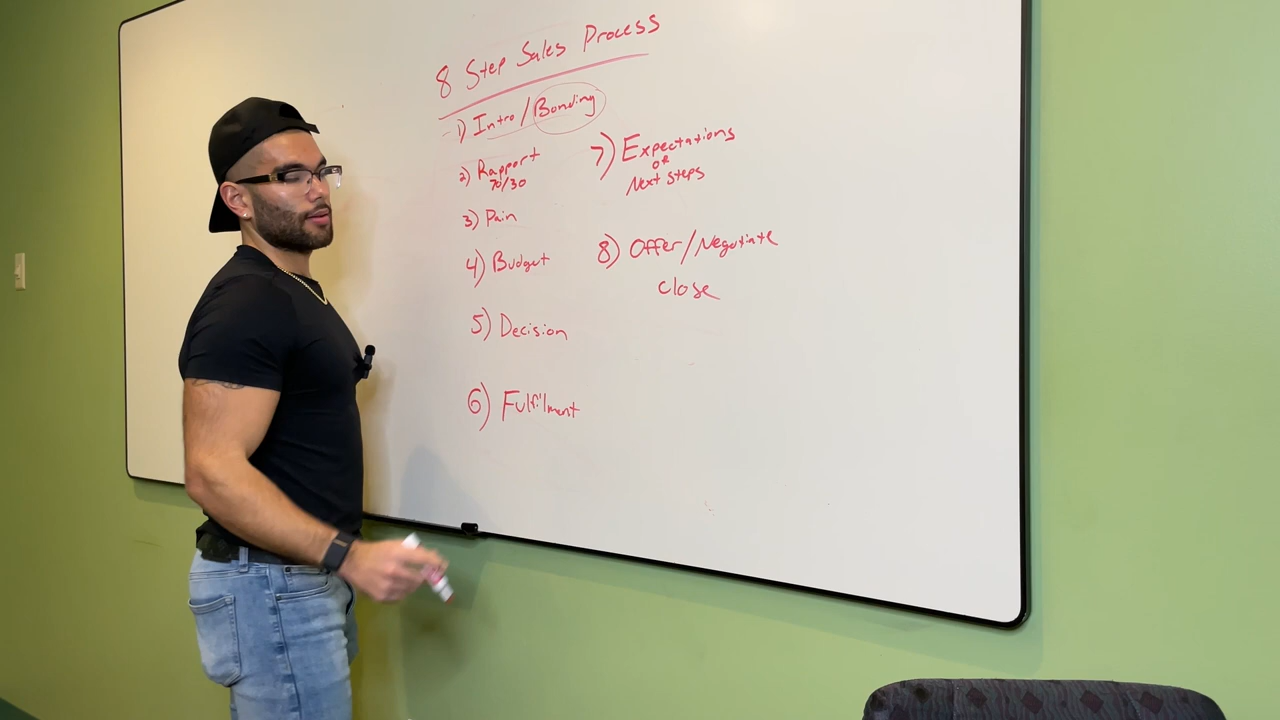 8 Step Sales Process
1) Intro/Bonding
2) Rapport
70/30
3) Pain
4) Budget
5) Decision
6) Fulfilment
7) Expectations
or
Next steps
8) Offer/Negotiate
close